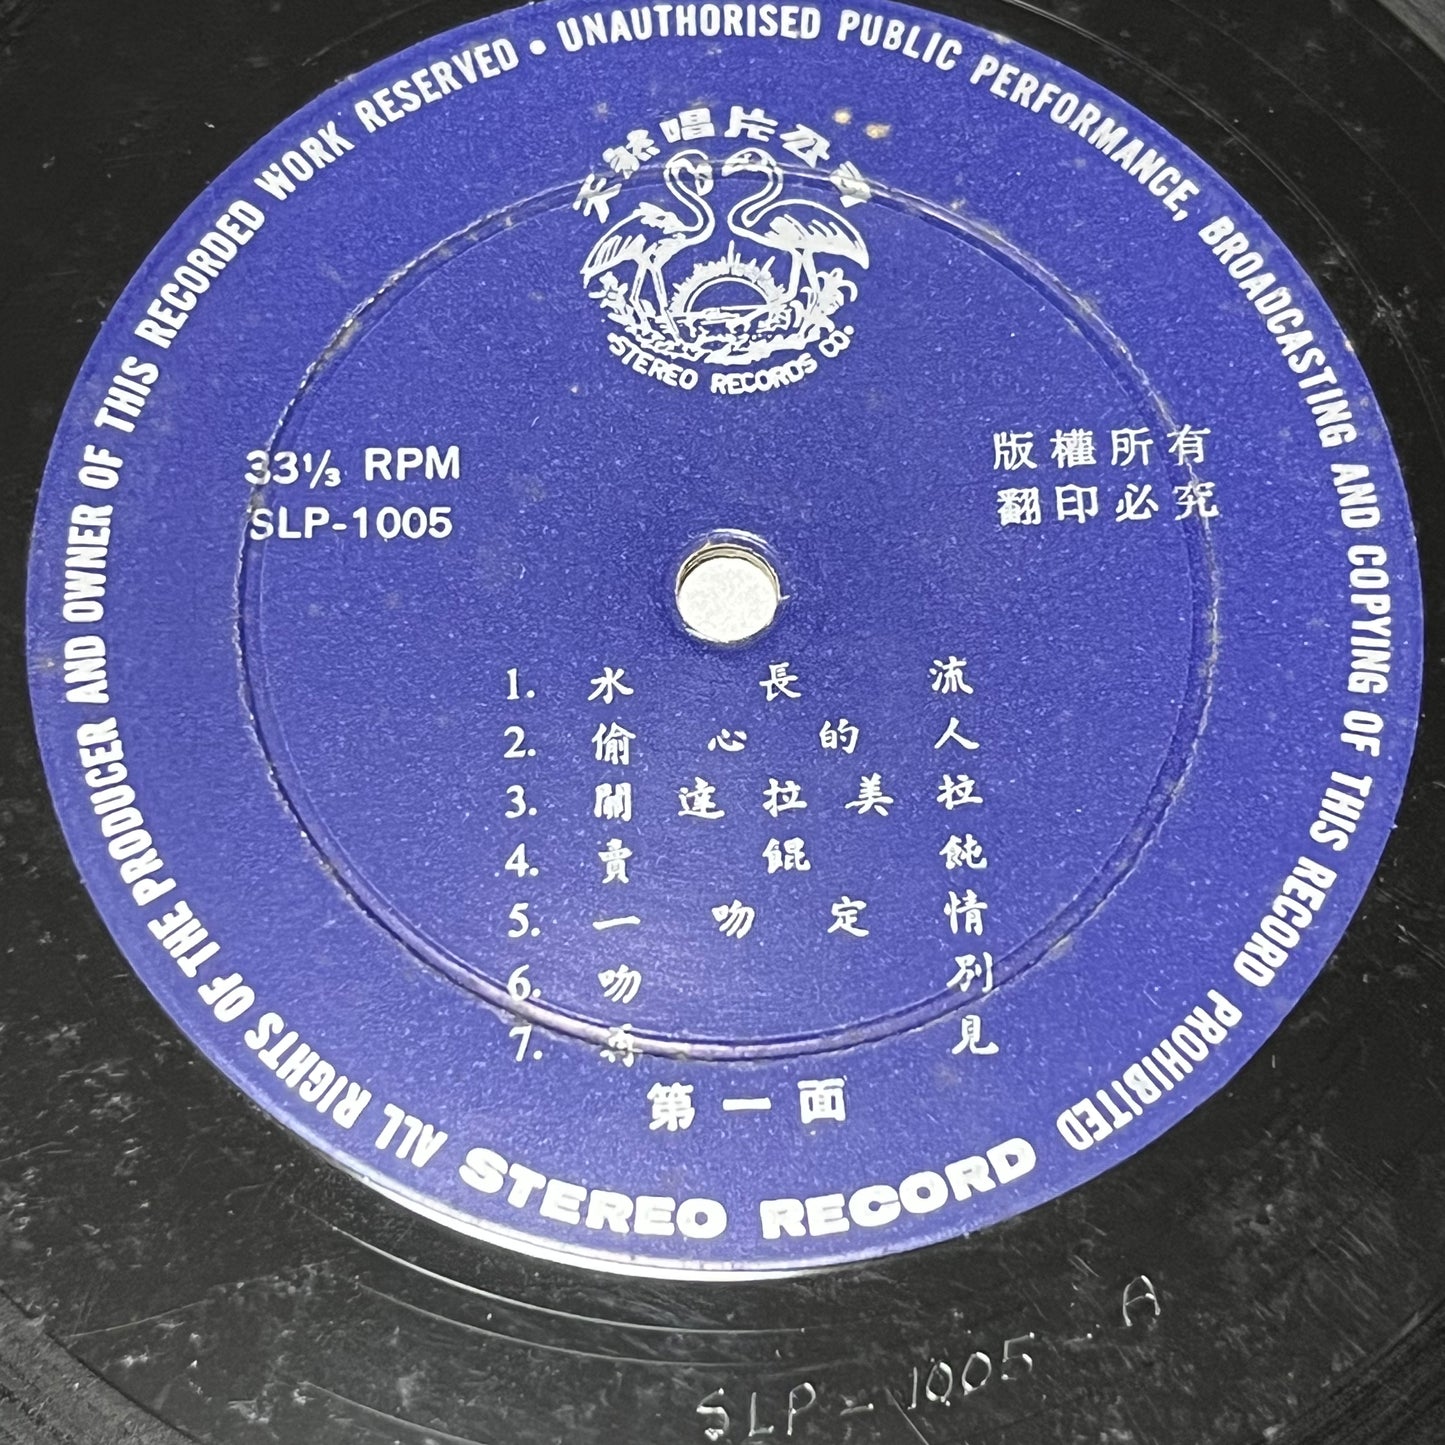 ALL RIGHTS OF THE PRODUCER AND OWNER OF THIS RECORDED WORK RESERVED • UNAUTHORISED PUBLIC PERFORMANCE, BROADCASTING AND COPYING OF THIS RECORD PROHIBITED
唱片公司
STEREO RECORDS CO.
33⅓ RPM
SLP-1005
版權所有
翻印必究
1. 水長流
2. 偷心的人
3. 關達拉美拉
4. 賣餛飩
5. 一吻定情
6. 吻別
7. 再見
第一面
STEREO RECORD
SLP-1005 A